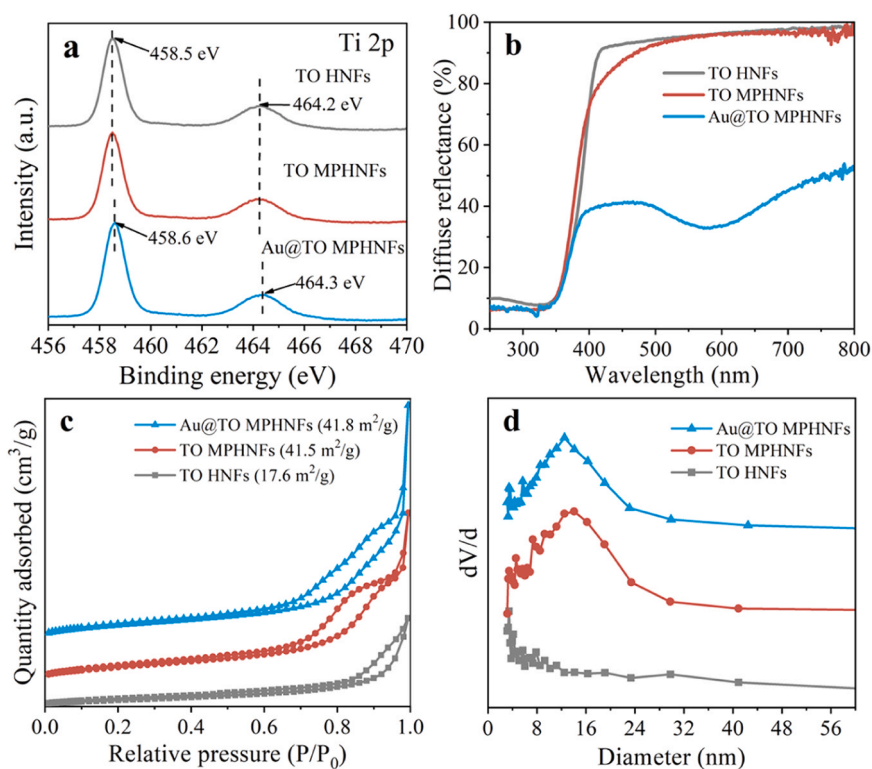 a
Ti 2p
458.5 eV
TO HNFs
464.2 eV
TO MPHNFs
458.6 eV
Au@TO MPHNFs
464.3 eV
Intensity (a.u.)
456 458 460 462 464 466 468 470
Binding energy (eV)
b
100
80
60
40
20
0
TO HNFs
TO MPHNFs
Au@TO MPHNFs
Diffuse reflectance (%)
300 400 500 600 700 800
Wavelength (nm)
c
Au@TO MPHNFs (41.8 m²/g)
TO MPHNFs (41.5 m²/g)
TO HNFs (17.6 m²/g)
Quantity adsorbed (cm³/g)
0.0 0.2 0.4 0.6 0.8 1.0
Relative pressure (P/P₀)
d
Au@TO MPHNFs
TO MPHNFs
TO HNFs
dV/d
0 8 16 24 32 40 48 56
Diameter (nm)